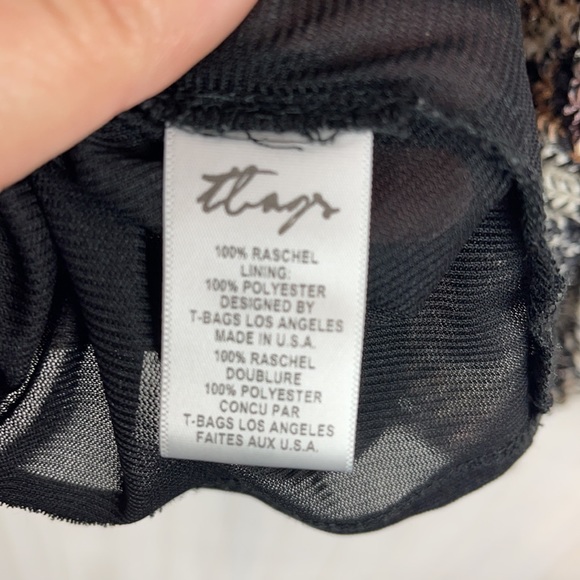 tbags
100% RASCHEL
LINING:
100% POLYESTER
DESIGNED BY
T-BAGS LOS ANGELES
MADE IN U.S.A.
100% RASCHEL
DOUBLURE
100% POLYESTER
CONCU PAR
T-BAGS LOS ANGELES
FAITES AUX U.S.A.